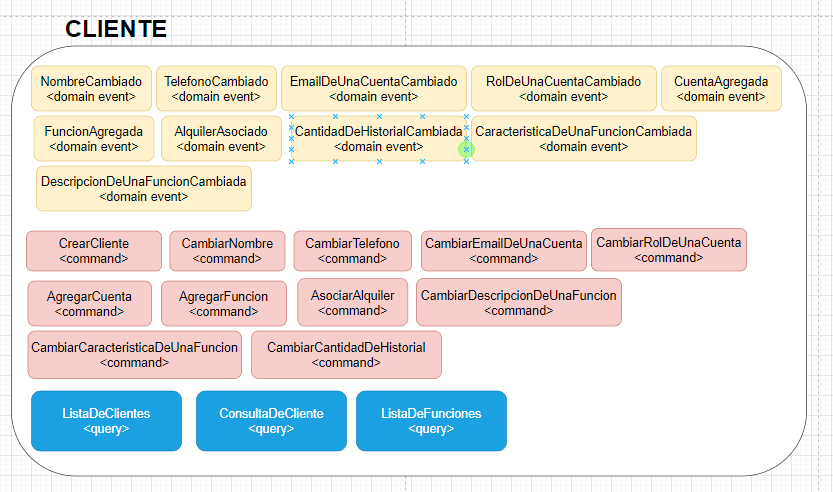 CLIENTE
NombreCambiado
<domain event>
TelefonoCambiado
<domain event>
EmailDeUnaCuentaCambiado
<domain event>
RolDeUnaCuentaCambiado
<domain event>
CuentaAgregada
<domain event>
FuncionAgregada
<domain event>
AlquilerAsociado
<domain event>
CantidadDeHistorialCambiada
<domain event>
CaracteristicaDeUnaFuncionCambiada
<domain event>
DescripcionDeUnaFuncionCambiada
<domain event>
CrearCliente
<command>
CambiarNombre
<command>
CambiarTelefono
<command>
CambiarEmailDeUnaCuenta
<command>
CambiarRolDeUnaCuenta
<command>
AgregarCuenta
<command>
AgregarFuncion
<command>
AsociarAlquiler
<command>
CambiarDescripcionDeUnaFuncion
<command>
CambiarCaracteristicaDeUnaFuncion
<command>
CambiarCantidadDeHistorial
<command>
ListaDeClientes
<query>
ConsultaDeCliente
<query>
ListaDeFunciones
<query>